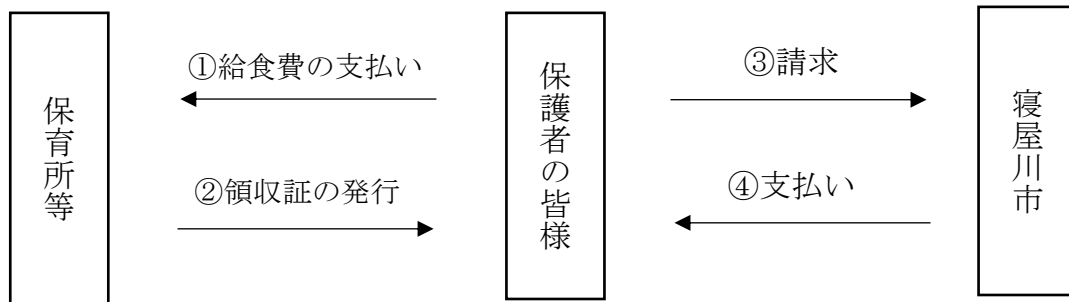 保育所等
①給食費の支払い
②領収証の発行
保護者の皆様
③請求
④支払い
寝屋川市